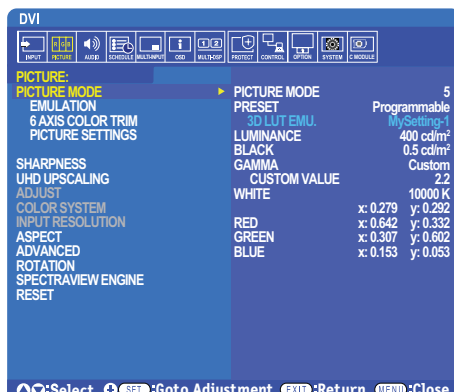 DVI
INPUT PICTURE AUDIO SCHEDULE MULTI-INPUT OSD MULTI-DSP PROTECT CONTROL OPTION SYSTEM C MODULE
PICTURE:
PICTURE MODE
EMULATION
6 AXIS COLOR TRIM
PICTURE SETTINGS
SHARPNESS
UHD UPSCALING
ADJUST
COLOR SYSTEM
INPUT RESOLUTION
ASPECT
ADVANCED
ROTATION
SPECTRAVIEW ENGINE
RESET
PICTURE MODE 5
PRESET Programmable
3D LUT EMU. MySetting-1
LUMINANCE 400 cd/m²
BLACK 0.5 cd/m²
GAMMA Custom
CUSTOM VALUE 2.2
WHITE 10000 K
x: 0.279 y: 0.292
RED x: 0.642 y: 0.332
GREEN x: 0.307 y: 0.602
BLUE x: 0.153 y: 0.053
:Select SET :Goto Adjustment EXIT :Return MENU :Close